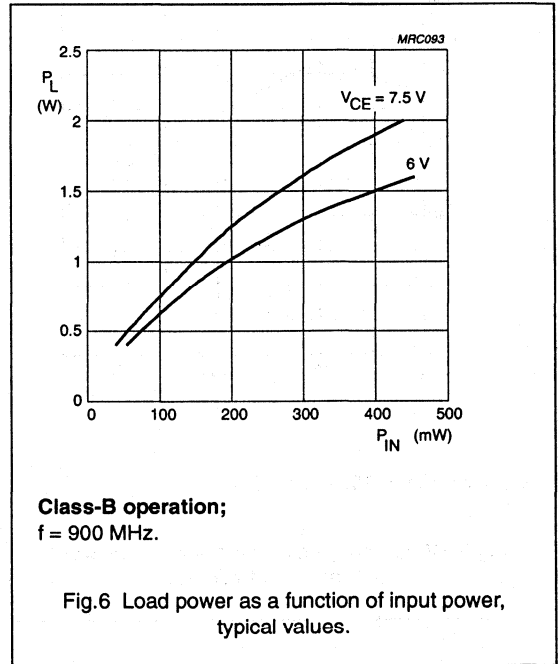 MRC093
2.5
P_L
(W)
V_CE = 7.5 V
2
6 V
1.5
1
0.5
0
0 100 200 300 400 500
P_IN (mW)
Class-B operation;
f = 900 MHz.
Fig.6 Load power as a function of input power,
typical values.